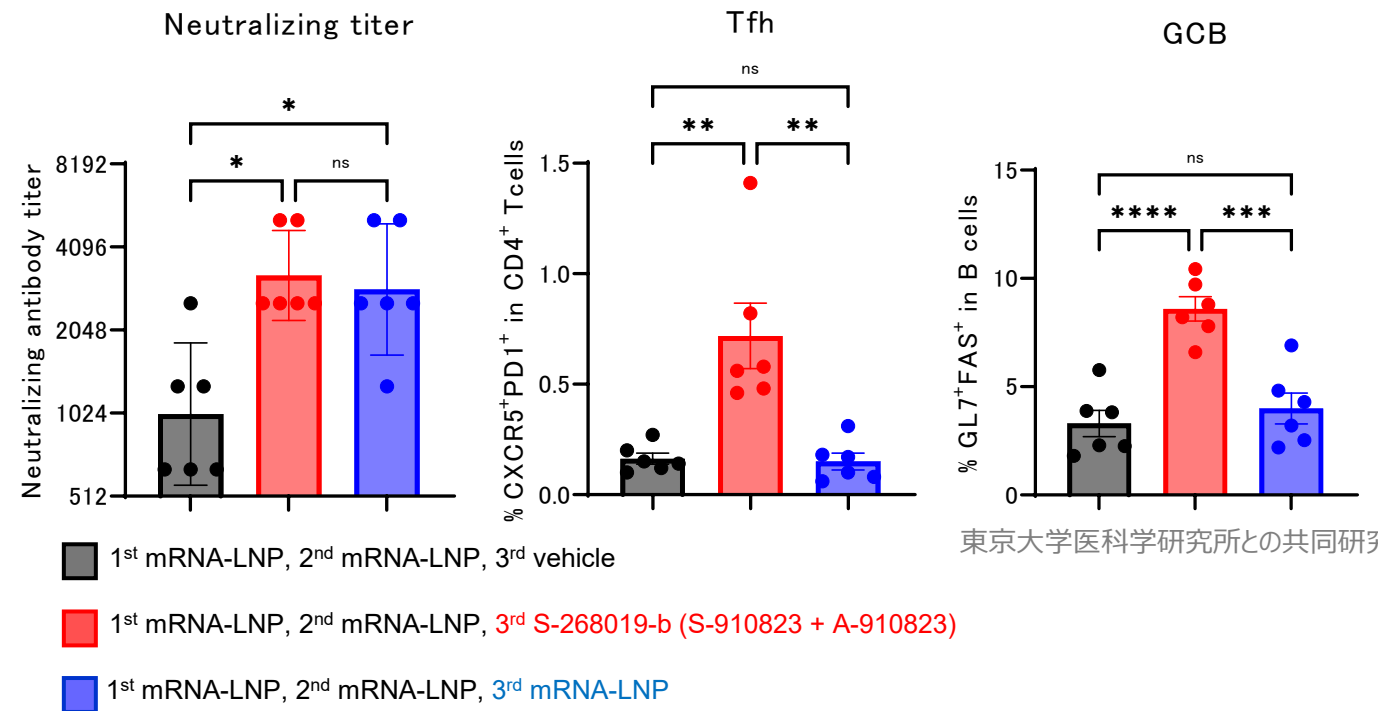 Neutralizing titer
Neutralizing antibody titer
8192
4096
2048
1024
512
*
*
ns
Tfh
% CXCR5⁺PD1⁺ in CD4⁺ Tcells
1.5
1.0
0.5
0.0
ns
**
**
GCB
% GL7⁺FAS⁺ in B cells
15
10
5
0
ns
****
***
東京大学医科学研究所との共同研究
1st mRNA-LNP, 2nd mRNA-LNP, 3rd vehicle
1st mRNA-LNP, 2nd mRNA-LNP, 3rd S-268019-b (S-910823 + A-910823)
1st mRNA-LNP, 2nd mRNA-LNP, 3rd mRNA-LNP